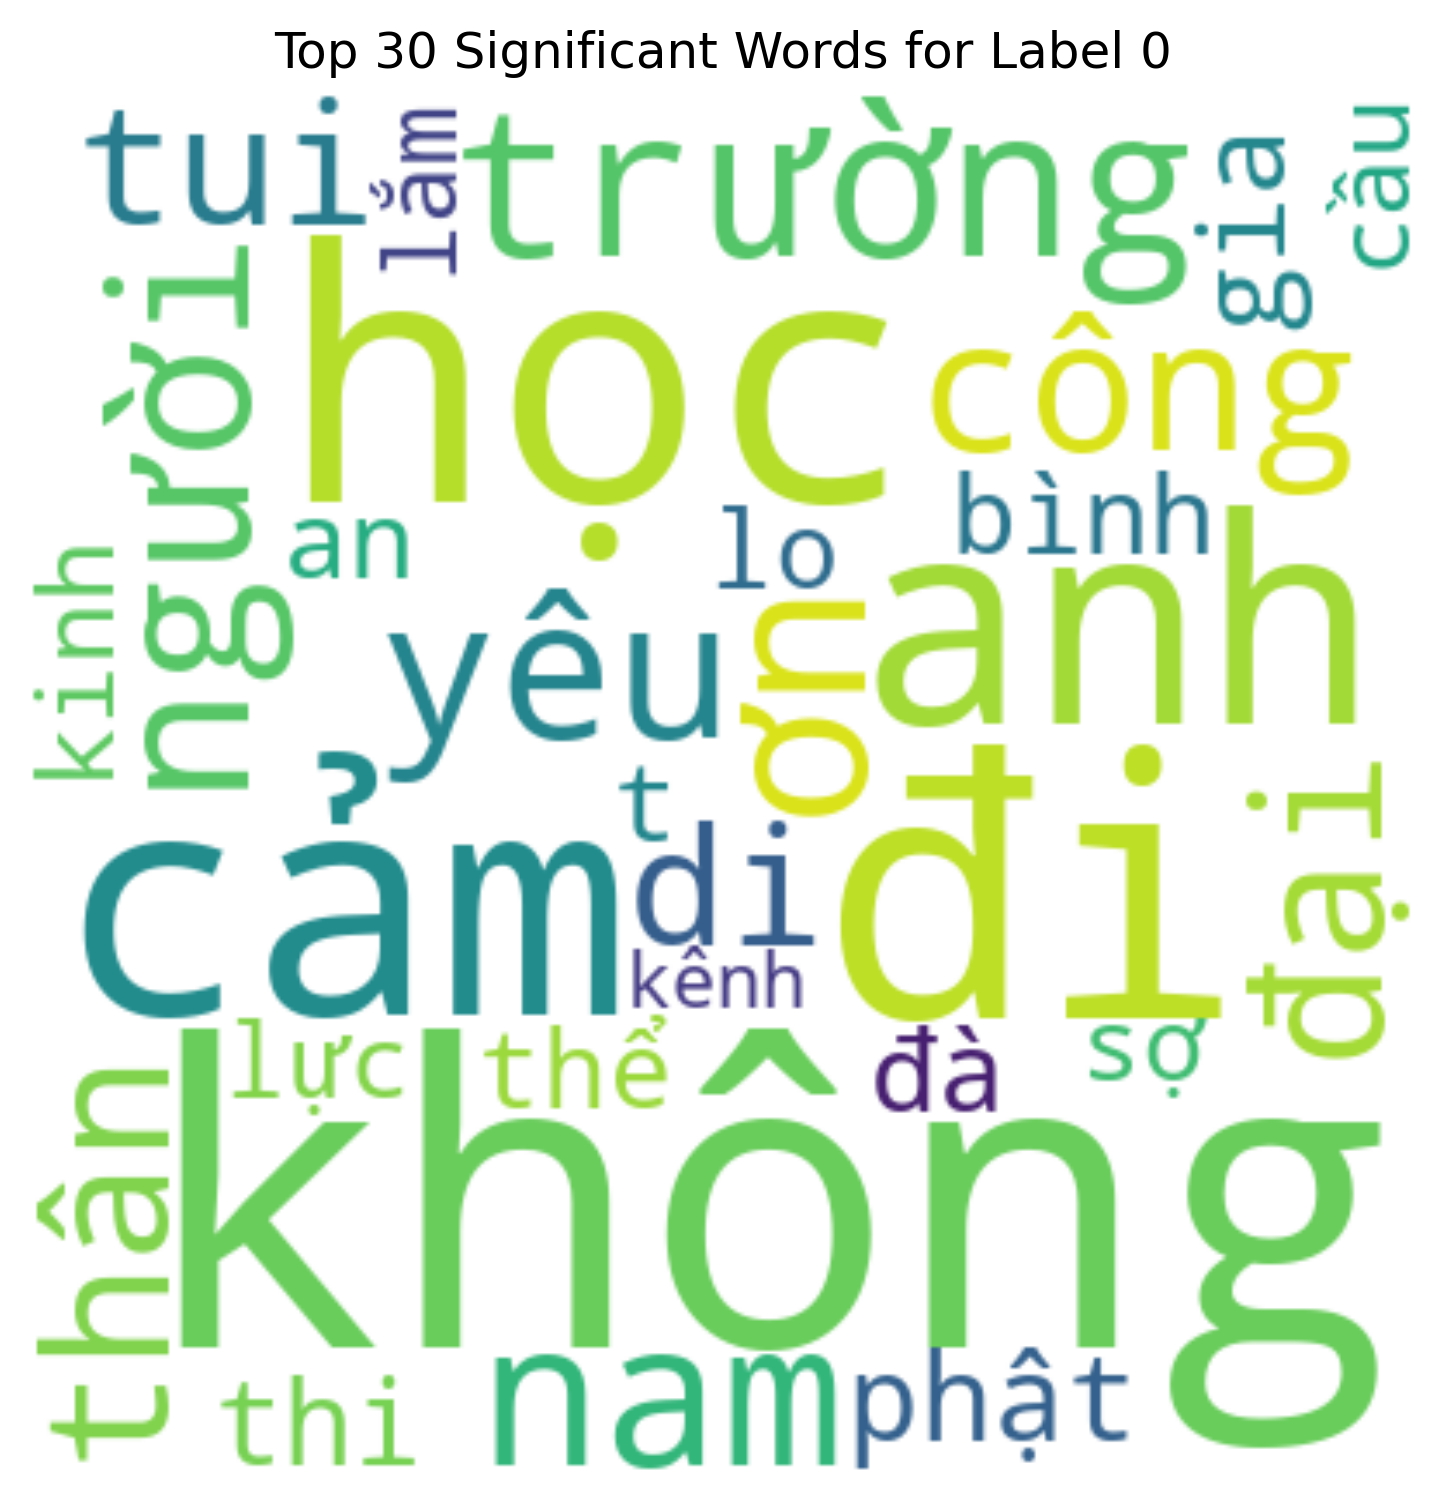 Top 30 Significant Words for Label 0
tui
lắm
trường
gia
cầu
người
học
công
an
lo
bình
kinh
yêu
ơn
anh
cảm
t
di
đi
đại
kênh
lực
thể
đà
sợ
thân
không
thi
nam
phật